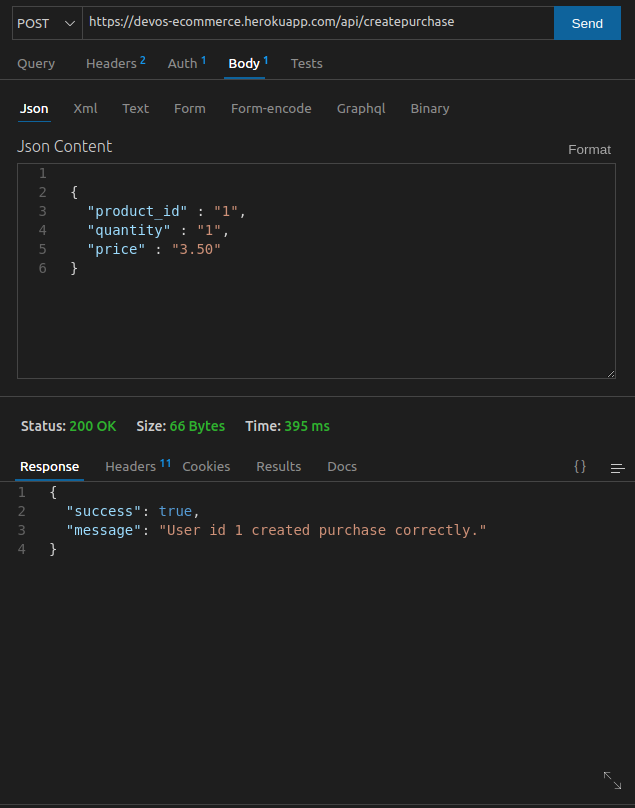 POST https://devos-ecommerce.herokuapp.com/api/createpurchase Send
Query Headers 2 Auth 1 Body 1 Tests
Json Xml Text Form Form-encode Graphql Binary
Json Content Format
1
2 {
3 "product_id" : "1",
4 "quantity" : "1",
5 "price" : "3.50"
6 }
Status: 200 OK Size: 66 Bytes Time: 395 ms
Response Headers 11 Cookies Results Docs {}
1 {
2 "success": true,
3 "message": "User id 1 created purchase correctly."
4 }